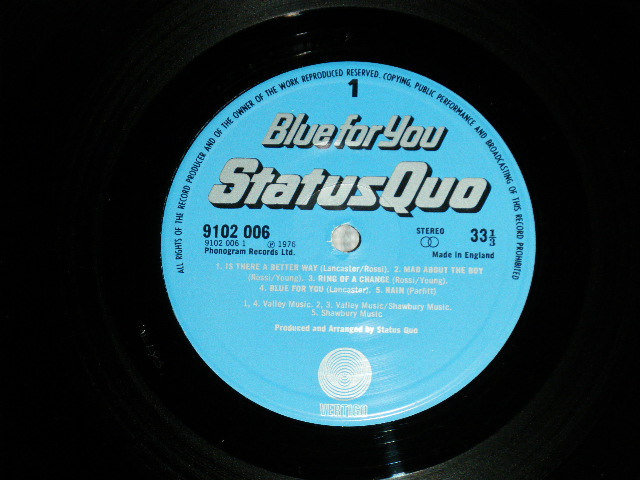 ALL RIGHTS OF THE RECORD PRODUCER AND OF THE OWNER OF THE WORK REPRODUCED RESERVED. COPYING, PUBLIC PERFORMANCE AND BROADCASTING OF THIS RECORD PROHIBITED
1
Blue for You
Status Quo
9102 006
9102 006 1 ℗ 1976
Phonogram Records Ltd.
STEREO 33 1/3
Made in England
1. IS THERE A BETTER WAY (Lancaster/Rossi). 2. MAD ABOUT THE BOY
(Rossi/Young). 3. RING OF A CHANGE (Rossi/Young).
4. BLUE FOR YOU (Lancaster). 5. RAIN (Parfitt)
1, 4. Valley Music. 2, 3. Valley Music/Shawbury Music.
5. Shawbury Music
Produced and Arranged by Status Quo
VERTIGO